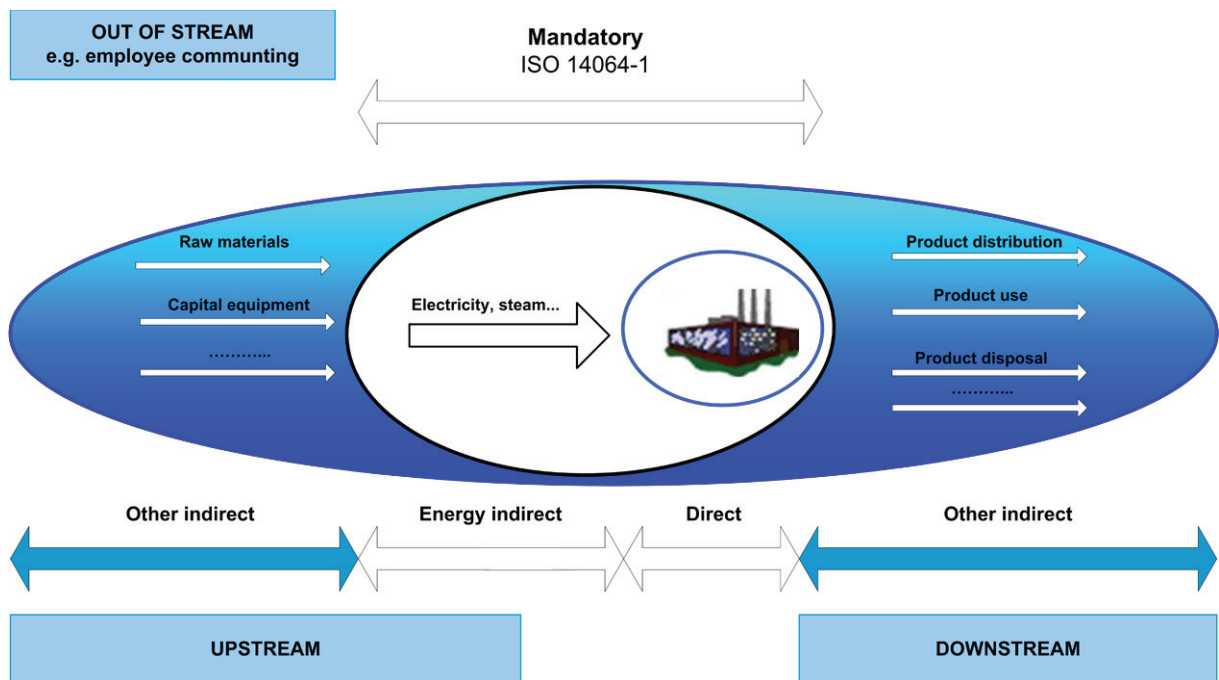 OUT OF STREAM
e.g. employee communting
Mandatory
ISO 14064-1
Raw materials
Capital equipment
………...
Electricity, steam...
Product distribution
Product use
Product disposal
………...
Other indirect
Energy indirect
Direct
Other indirect
UPSTREAM
DOWNSTREAM